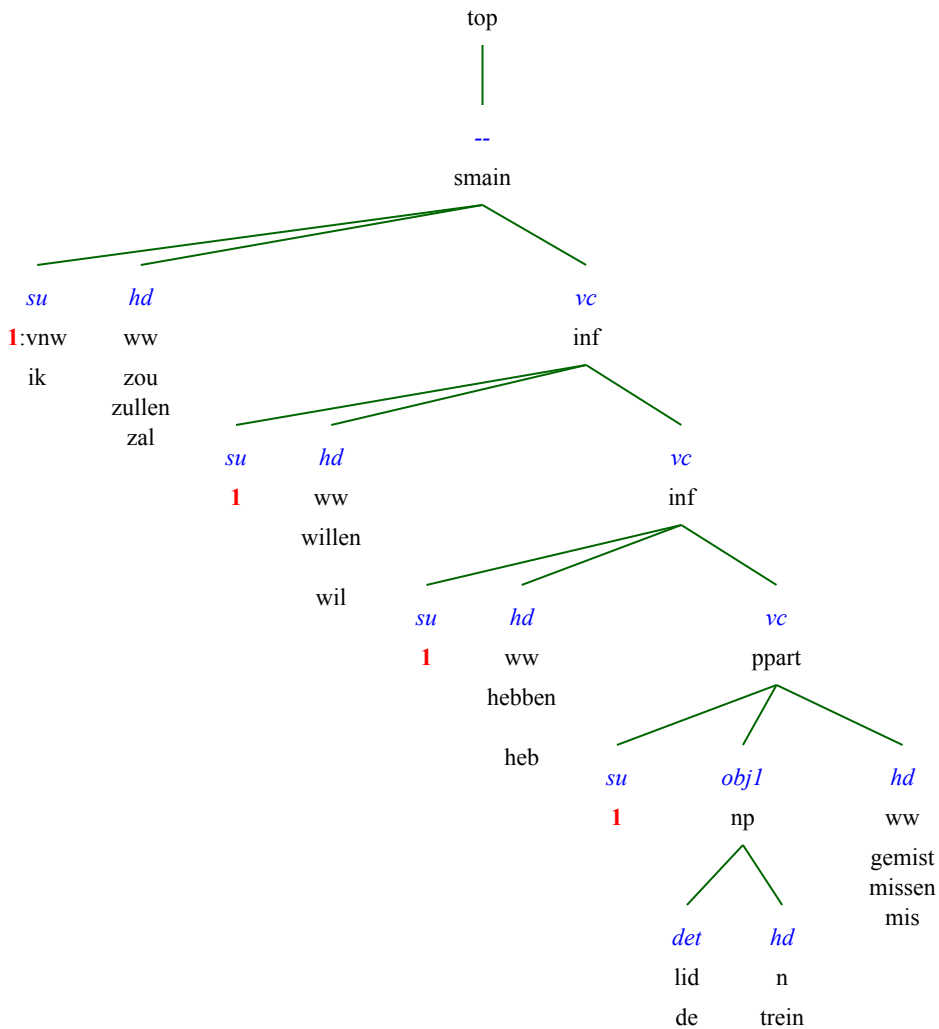 top
--
smain
su hd vc
1:vnw ww inf
ik zou
zullen
zal
su hd vc
1 ww inf
willen
wil
su hd vc
1 ww ppart
hebben
heb
su obj1 hd
1 np ww
gemist
missen
mis
det hd
lid n
de trein